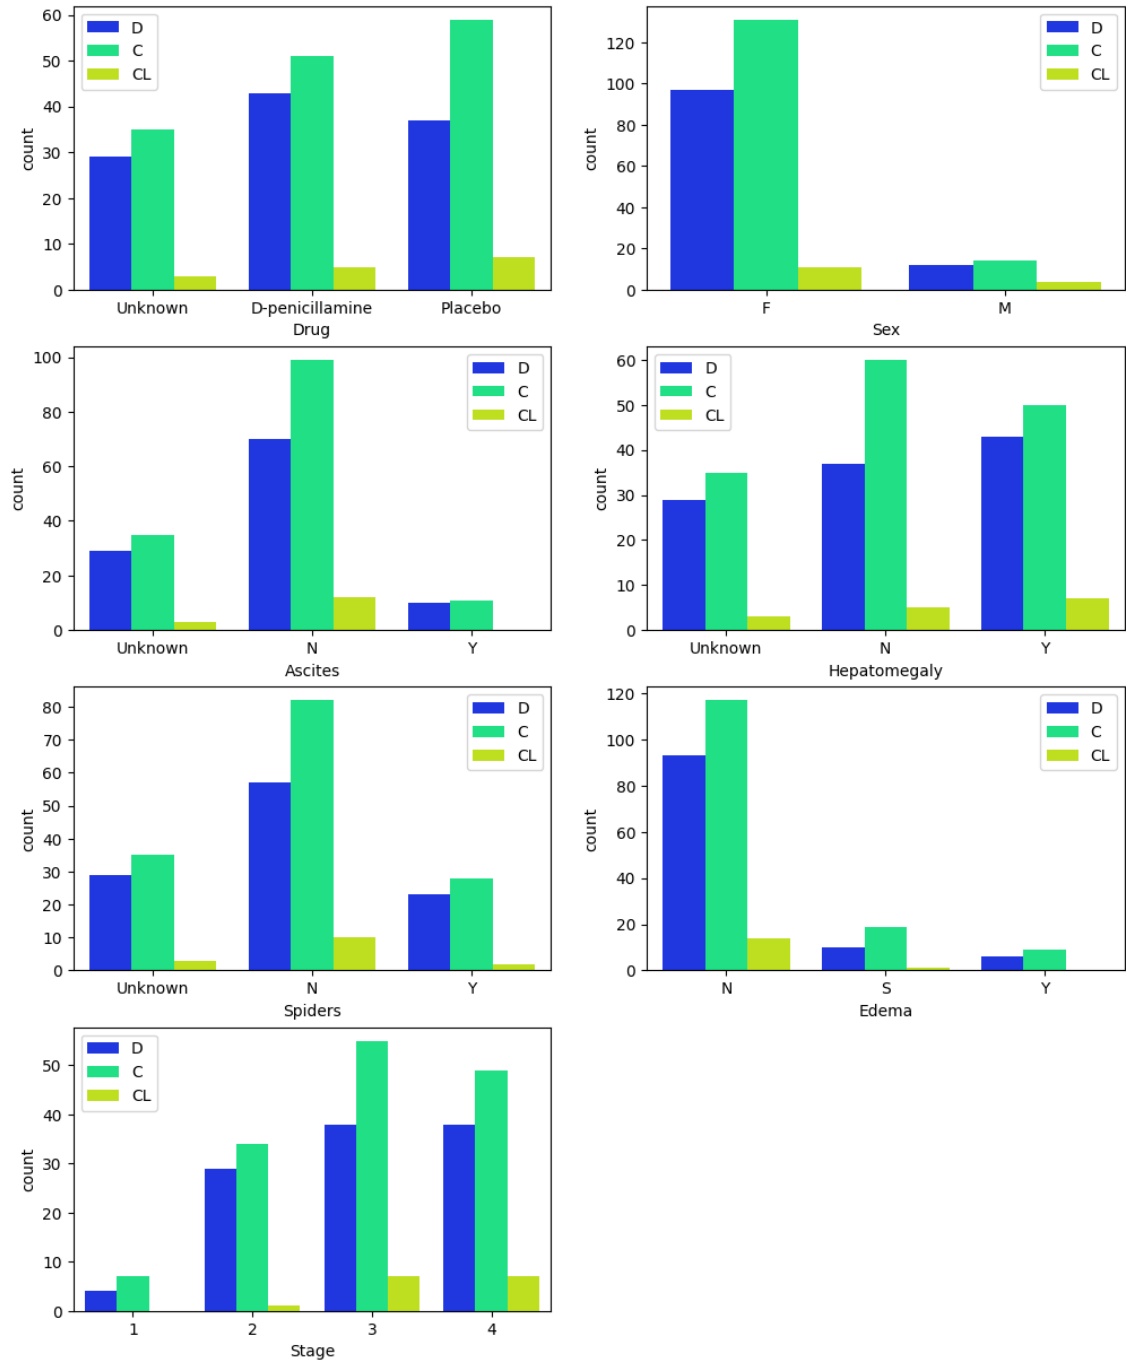 60
50
40
30
20
10
0
count
D
C
CL
Unknown D-penicillamine Placebo
Drug
120
100
80
60
40
20
0
count
D
C
CL
F M
Sex
100
80
60
40
20
0
count
D
C
CL
Unknown N Y
Ascites
60
50
40
30
20
10
0
count
D
C
CL
Unknown N Y
Hepatomegaly
80
70
60
50
40
30
20
10
0
count
D
C
CL
Unknown N Y
Spiders
120
100
80
60
40
20
0
count
D
C
CL
N S Y
Edema
50
40
30
20
10
0
count
D
C
CL
1 2 3 4
Stage